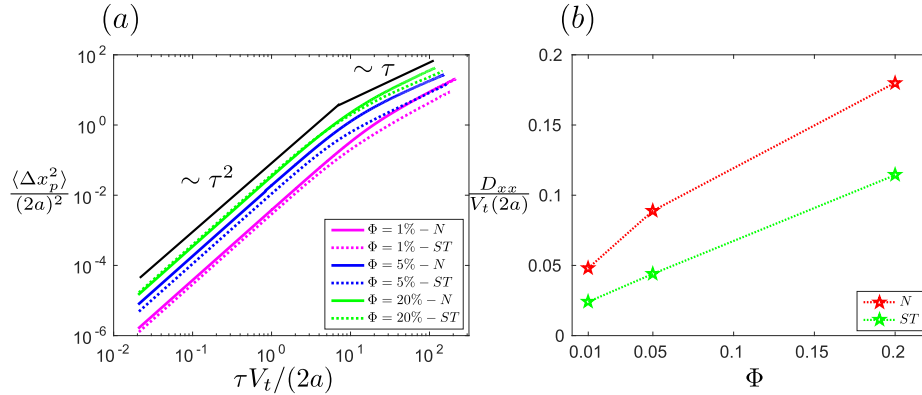 (a)
10^2
10^0
10^{-2}
10^{-4}
10^{-6}
⟨Δx_p^2⟩/(2a)^2
∼ τ^2
∼ τ
Φ = 1% − N
Φ = 1% − ST
Φ = 5% − N
Φ = 5% − ST
Φ = 20% − N
Φ = 20% − ST
10^{-2} 10^{-1} 10^0 10^1 10^2
τV_t/(2a)
(b)
0.2
0.15
0.1
0.05
0
D_{xx}/V_t(2a)
N
ST
0.01 0.05 0.1 0.15 0.2
Φ